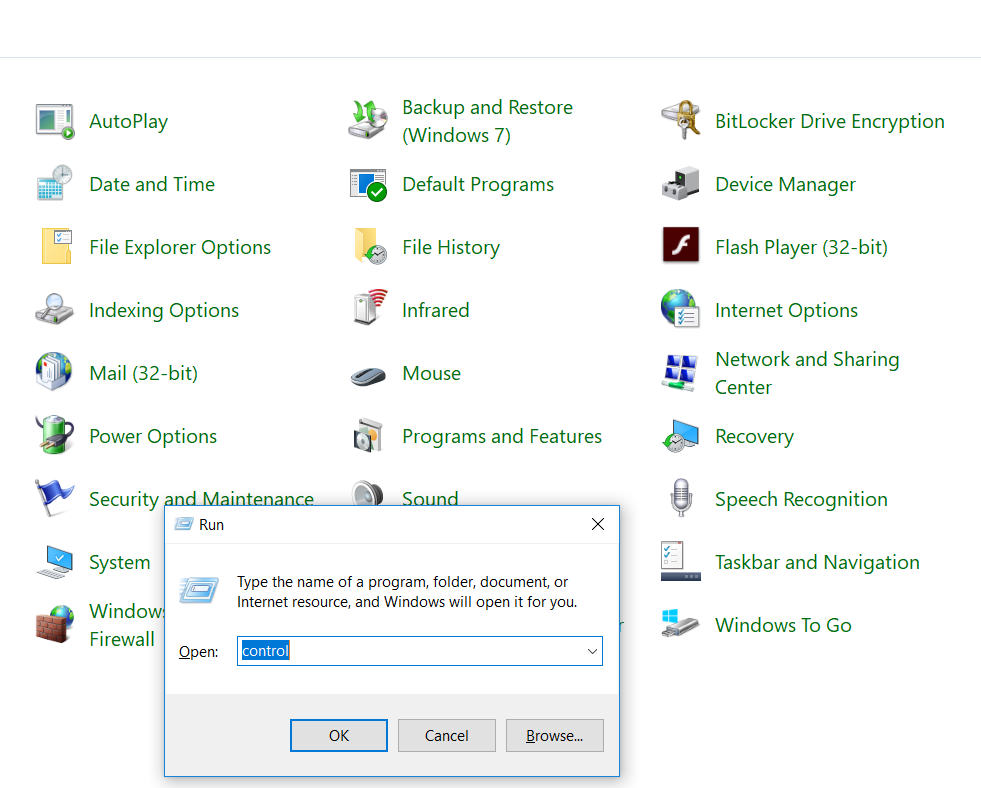 AutoPlay
Backup and Restore
(Windows 7)
BitLocker Drive Encryption
Date and Time
Default Programs
Device Manager
File Explorer Options
File History
Flash Player (32-bit)
Indexing Options
Infrared
Internet Options
Mail (32-bit)
Mouse
Network and Sharing
Center
Power Options
Programs and Features
Recovery
Security and Maintenance
Sound
Speech Recognition
System
Taskbar and Navigation
Windows
Firewall
Windows To Go
Run
Type the name of a program, folder, document, or
Internet resource, and Windows will open it for you.
Open:
control
OK
Cancel
Browse...